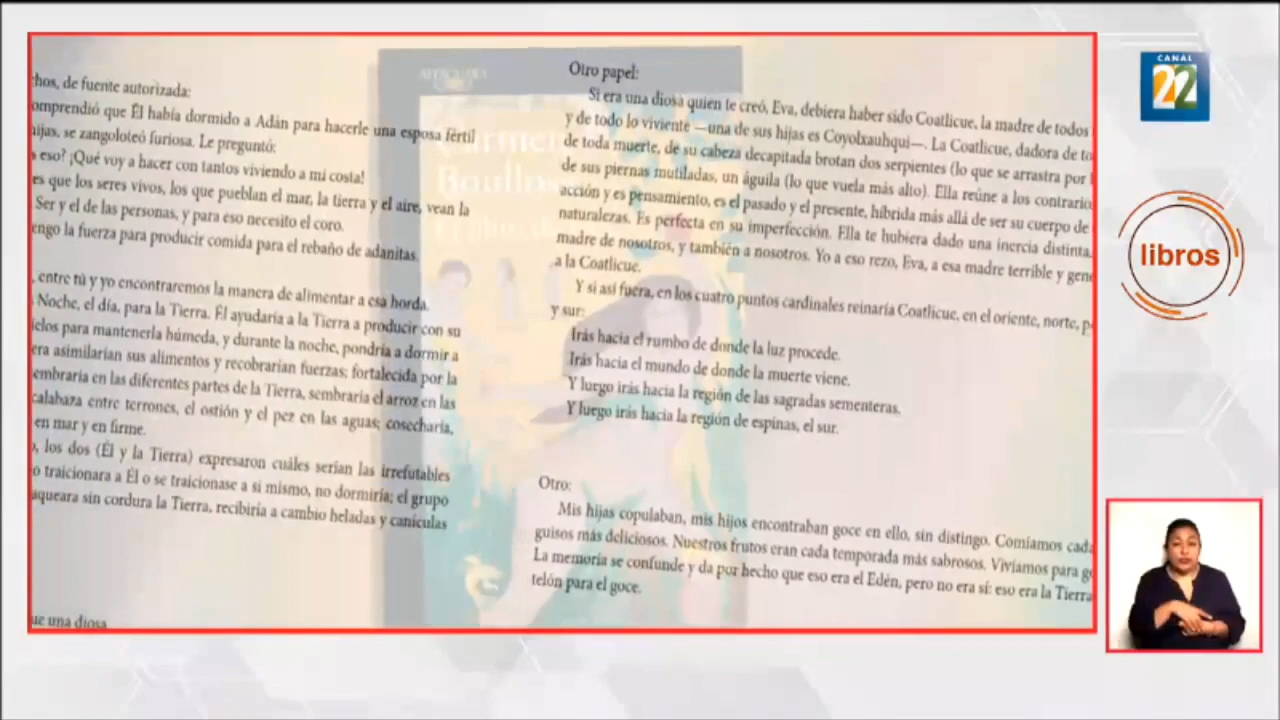 hos, de fuente autorizada:
omprendió que Él había dormido a Adán para hacerle una esposa fértil
hijas, se zangoloteó furiosa. Le preguntó:
eso? ¡Qué voy a hacer con tantos viviendo a mi costa!
es que los seres vivos, los que pueblan el mar, la tierra y el aire, vean la
Ser y el de las personas, y para eso necesito el coro.
engo la fuerza para producir comida para el rebaño de adanitas.
, entre tú y yo encontraremos la manera de alimentar a esa horda.
Noche, el día, para la Tierra. Él ayudaría a la Tierra a producir con su
ielos para mantenerla húmeda, y durante la noche, pondría a dormir a
era asimilarían sus alimentos y recobrarían fuerzas; fortalecida por la
embraría en las diferentes partes de la Tierra, sembraría el arroz en las
calabaza entre terrones, el ostión y el pez en las aguas; cosecharía,
en mar y en firme.
, los dos (Él y la Tierra) expresaron cuáles serían las irrefutables
o traicionara a Él o se traicionase a sí mismo, no dormiría; el grupo
aqueara sin cordura la Tierra, recibiría a cambio heladas y canículas
ue una diosa
Otro papel:
Si era una diosa quien te creó, Eva, debiera haber sido Coatlicue, la madre de todos
y de todo lo viviente —una de sus hijas es Coyolxauhqui—. La Coatlicue, dadora de to
de toda muerte, de su cabeza decapitada brotan dos serpientes (lo que se arrastra por
de sus piernas mutiladas, un águila (lo que vuela más alto). Ella reúne a los contrario
acción y es pensamiento, es el pasado y el presente, híbrida más allá de ser su cuerpo de
naturalezas. Es perfecta en su imperfección. Ella te hubiera dado una inercia distinta.
madre de nosotros, y también a nosotros. Yo a eso rezo, Eva, a esa madre terrible y gene
a la Coatlicue.
Y si así fuera, en los cuatro puntos cardinales reinaría Coatlicue, en el oriente, norte, p
y sur:
Irás hacia el rumbo de donde la luz procede.
Irás hacia el mundo de donde la muerte viene.
Y luego irás hacia la región de las sagradas sementeras.
Y luego irás hacia la región de espinas, el sur.
Otro:
Mis hijas copulaban, mis hijos encontraban goce en ello, sin distingo. Comíamos cad
guisos más deliciosos. Nuestros frutos eran cada temporada más sabrosos. Vivíamos para g
La memoria se confunde y da por hecho que eso era el Edén, pero no era sí: eso era la Tierra
telón para el goce.
ALFAGUARA
Carmen
Boullosa
CANAL
22
libros